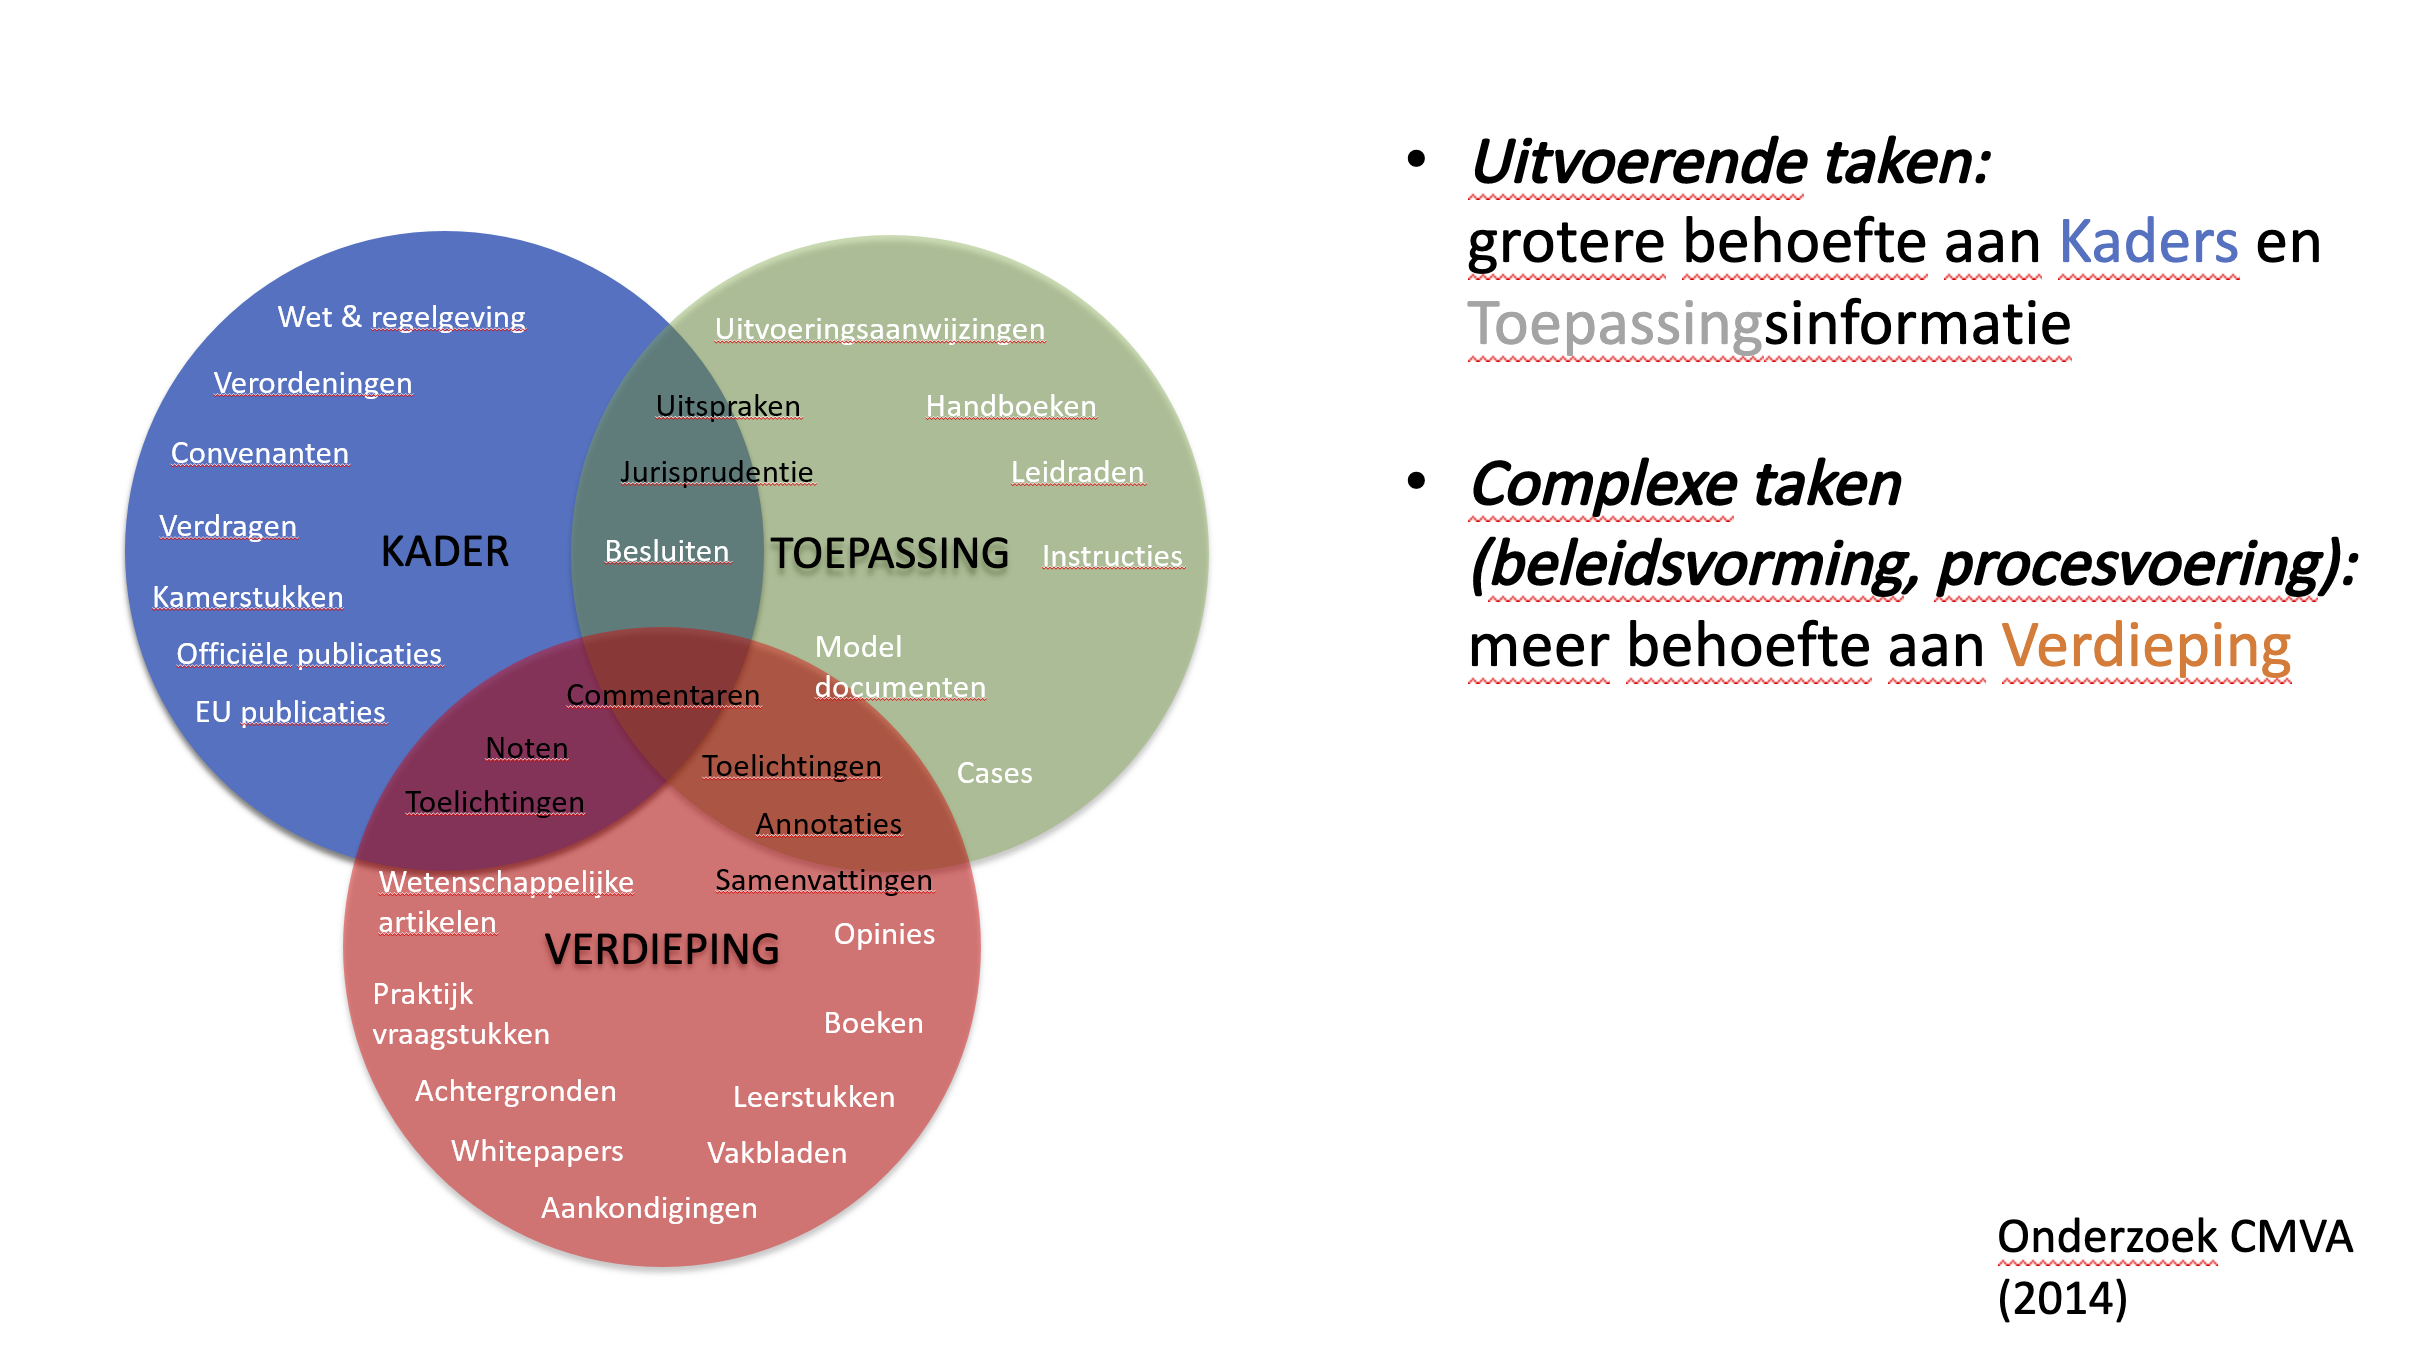 Wet & regelgeving
Verordeningen
Convenanten
Verdragen
KADER
Kamerstukken
Officiële publicaties
EU publicaties
Uitspraken
Jurisprudentie
Besluiten
Uitvoeringsaanwijzingen
Handboeken
Leidraden
TOEPASSING
Instructies
Model
documenten
Cases
Commentaren
Noten
Toelichtingen
Toelichtingen
Annotaties
Samenvattingen
Wetenschappelijke
artikelen
VERDIEPING
Opinies
Praktijk
vraagstukken
Boeken
Achtergronden
Leerstukken
Whitepapers
Vakbladen
Aankondigingen
• Uitvoerende taken:
grotere behoefte aan Kaders en
Toepassingsinformatie
• Complexe taken
(beleidsvorming, procesvoering):
meer behoefte aan Verdieping
Onderzoek CMVA
(2014)